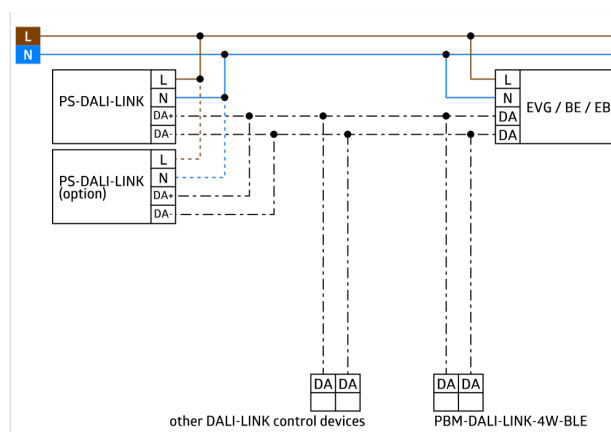 L
N
PS-DALI-LINK
L
N
DA+
DA-
EVG / BE / EB
L
N
DA
DA
PS-DALI-LINK
(option)
L
N
DA+
DA-
DA DA
DA DA
other DALI-LINK control devices
PBM-DALI-LINK-4W-BLE